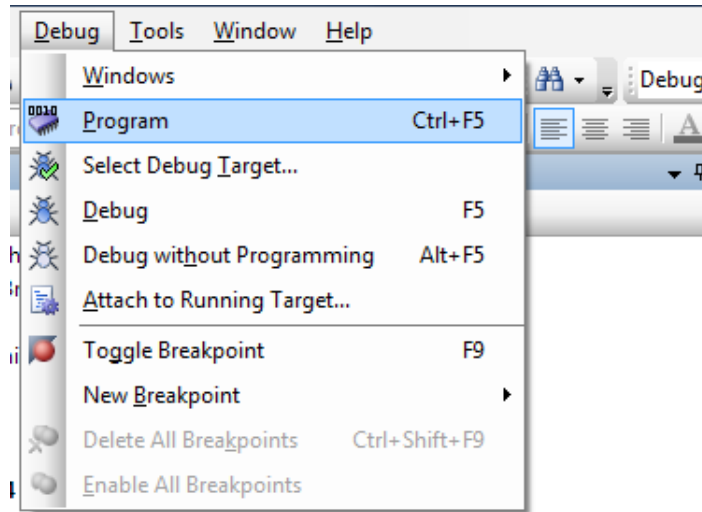 Debug Tools Window Help
Windows
Debug
0010
Program Ctrl+F5
A
Select Debug Target...
Debug F5
Debug without Programming Alt+F5
Attach to Running Target...
Toggle Breakpoint F9
New Breakpoint
Delete All Breakpoints Ctrl+Shift+F9
Enable All Breakpoints